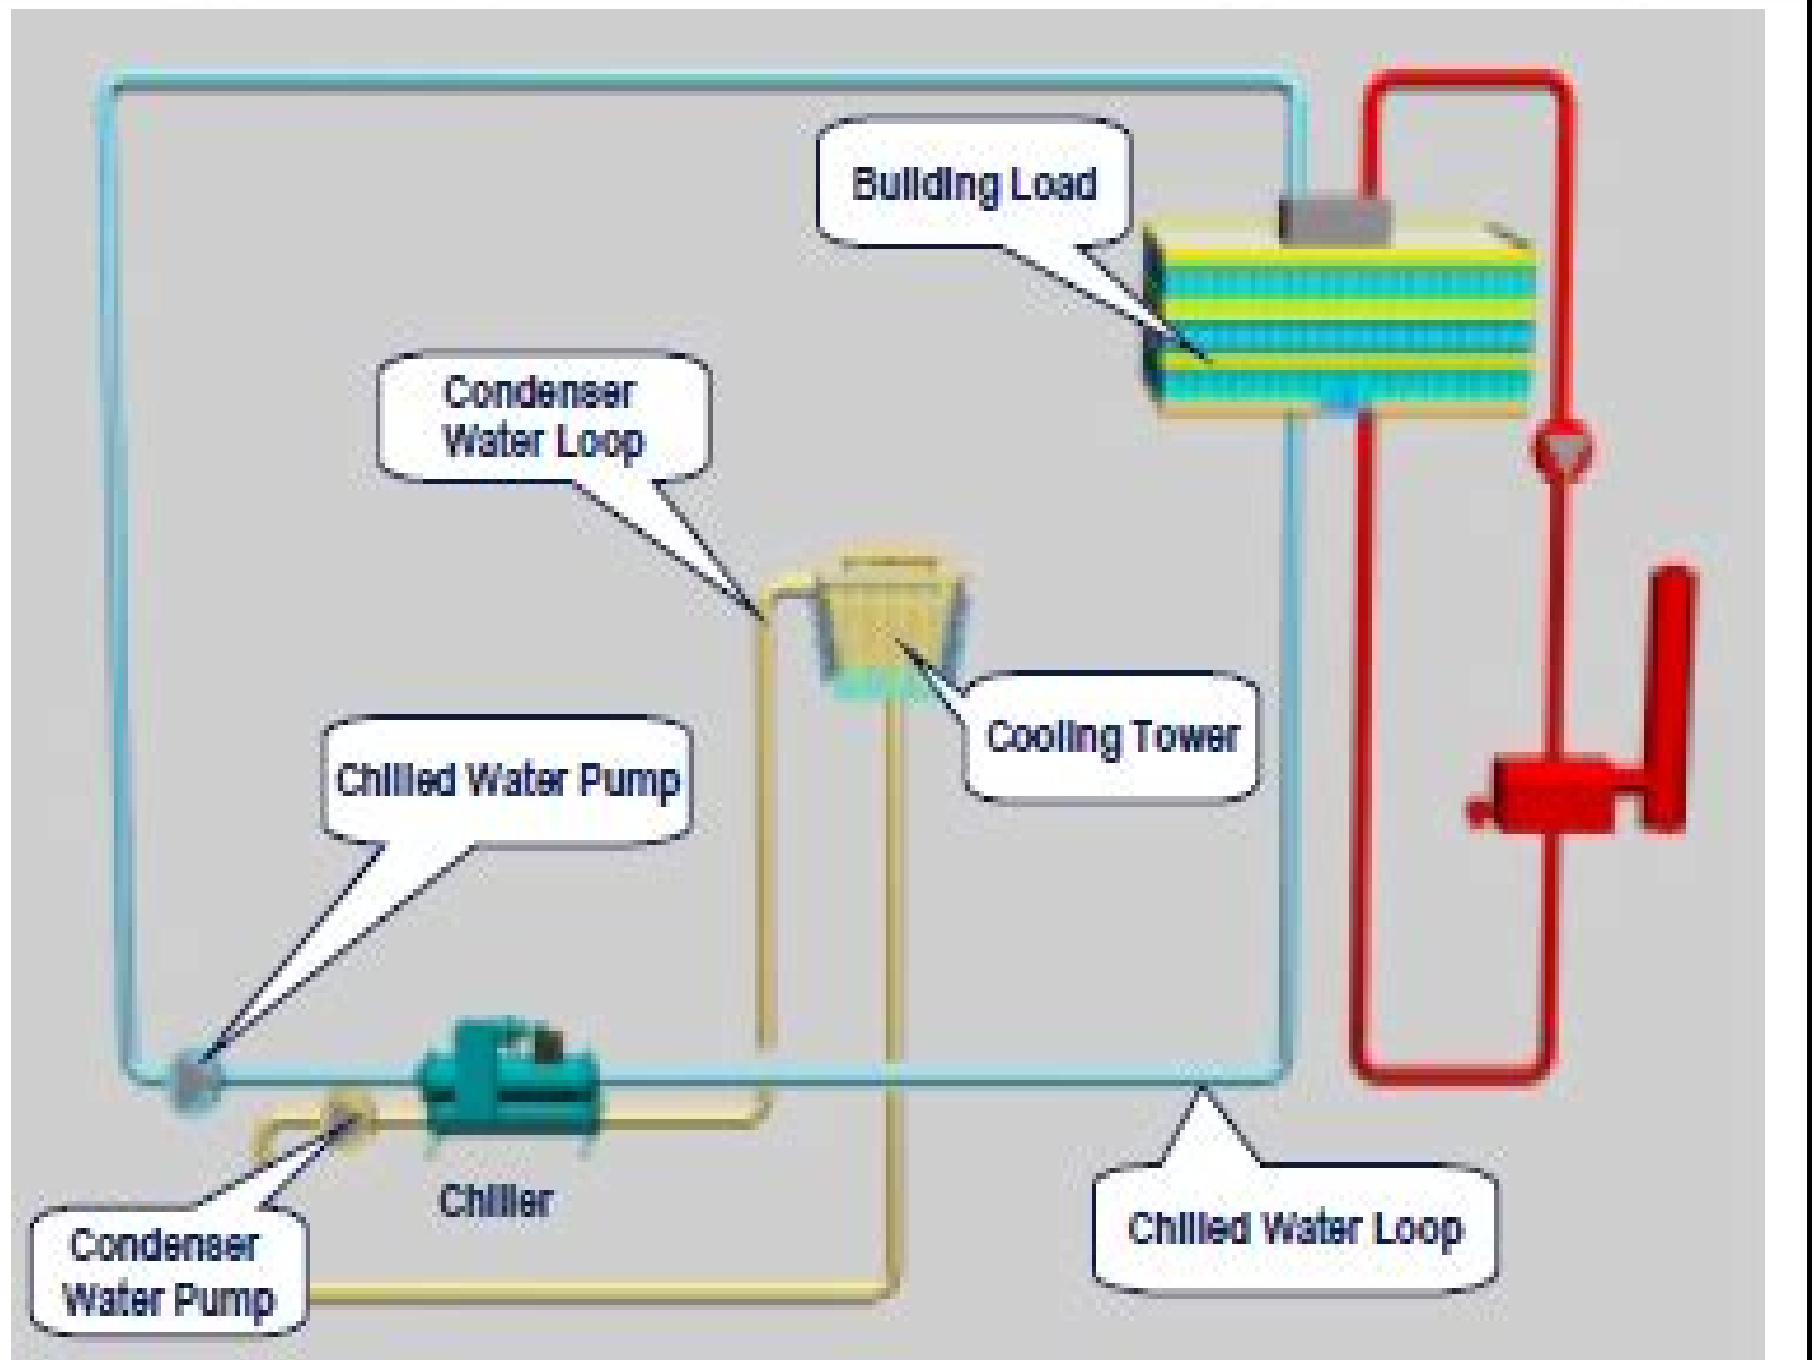 Building Load
Condenser
Water Loop
Cooling Tower
Chilled Water Pump
Chiller
Condenser
Water Pump
Chilled Water Loop